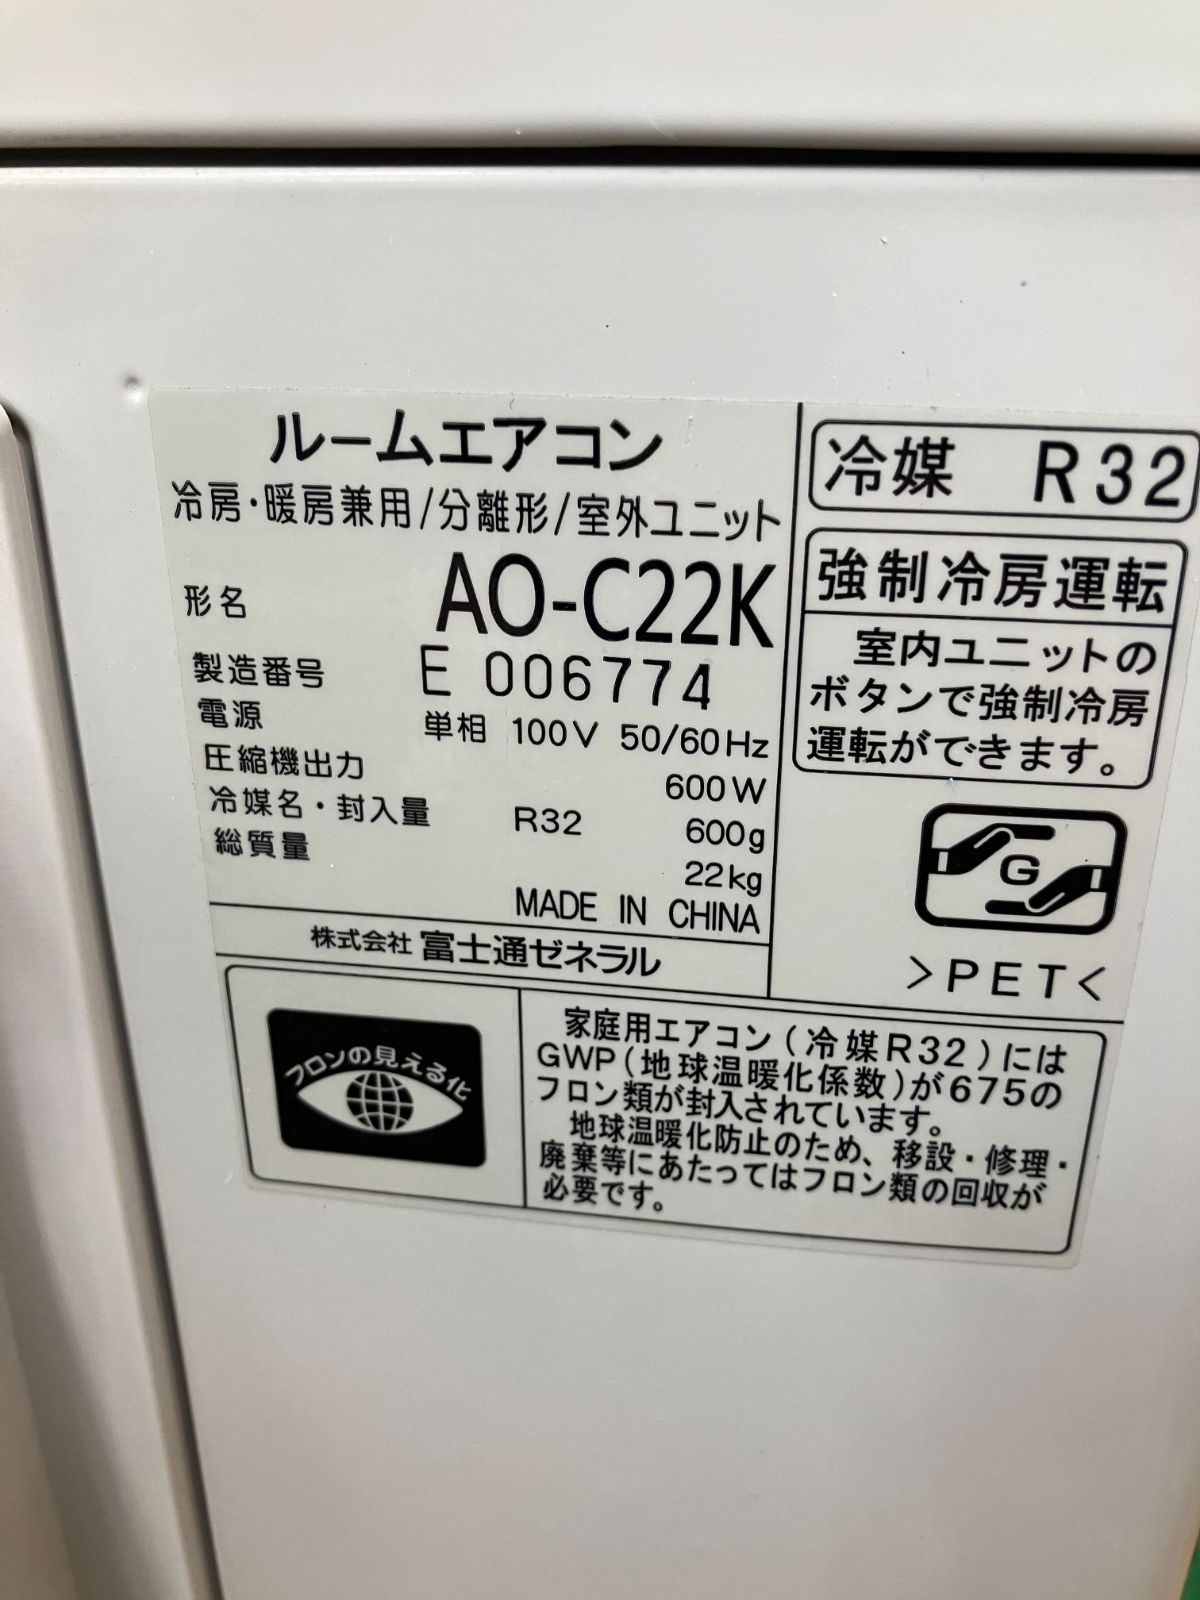 ルームエアコン
冷房・暖房兼用/分離形/室外ユニット
形名 AO-C22K
製造番号 E 006774
電源 単相 100V 50/60Hz
圧縮機出力 600W
冷媒名・封入量 R32 600g
総質量 22kg
MADE IN CHINA
株式会社 富士通ゼネラル
冷媒 R32
強制冷房運転
室内ユニットの
ボタンで強制冷房
運転ができます。
G
>PET<
フロンの見える化
家庭用エアコン(冷媒R32)には
GWP(地球温暖化係数)が675の
フロン類が封入されています。
地球温暖化防止のため、移設・修理・
廃棄等にあたってはフロン類の回収が
必要です。